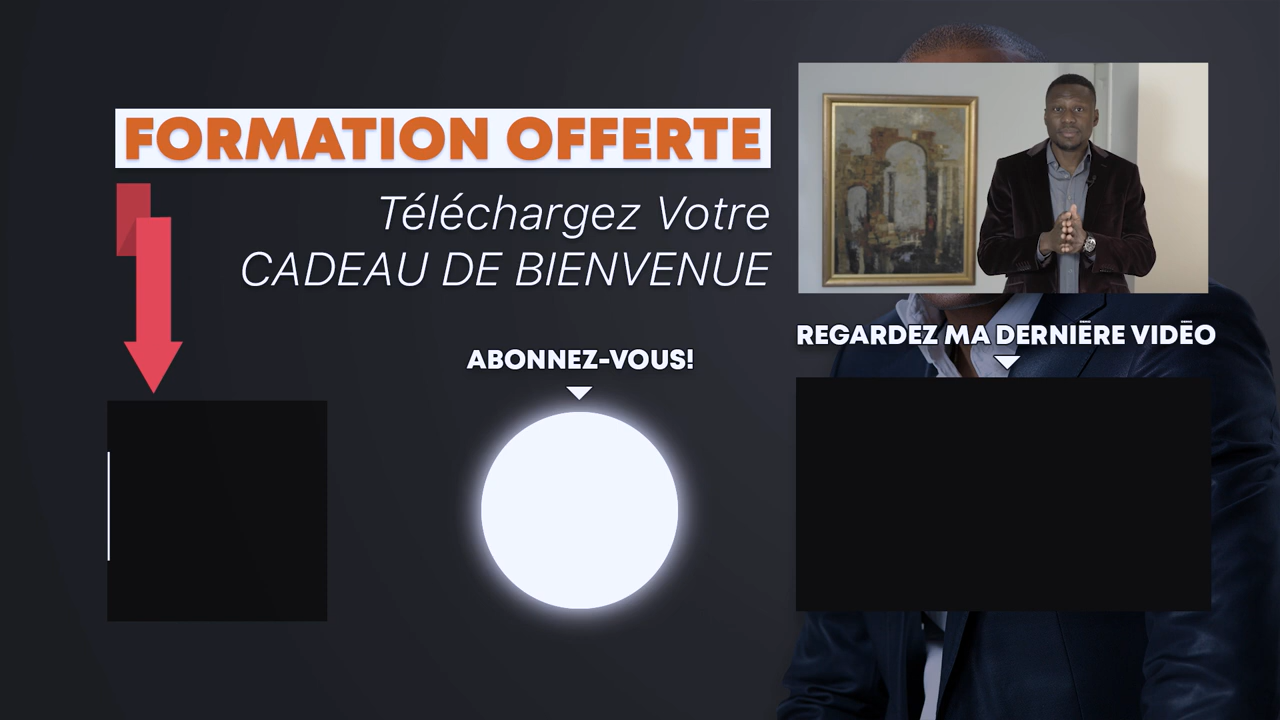 FORMATION OFFERTE
Téléchargez Votre
CADEAU DE BIENVENUE
ABONNEZ-VOUS!
REGARDEZ MA DERNIÈRE VIDÉO